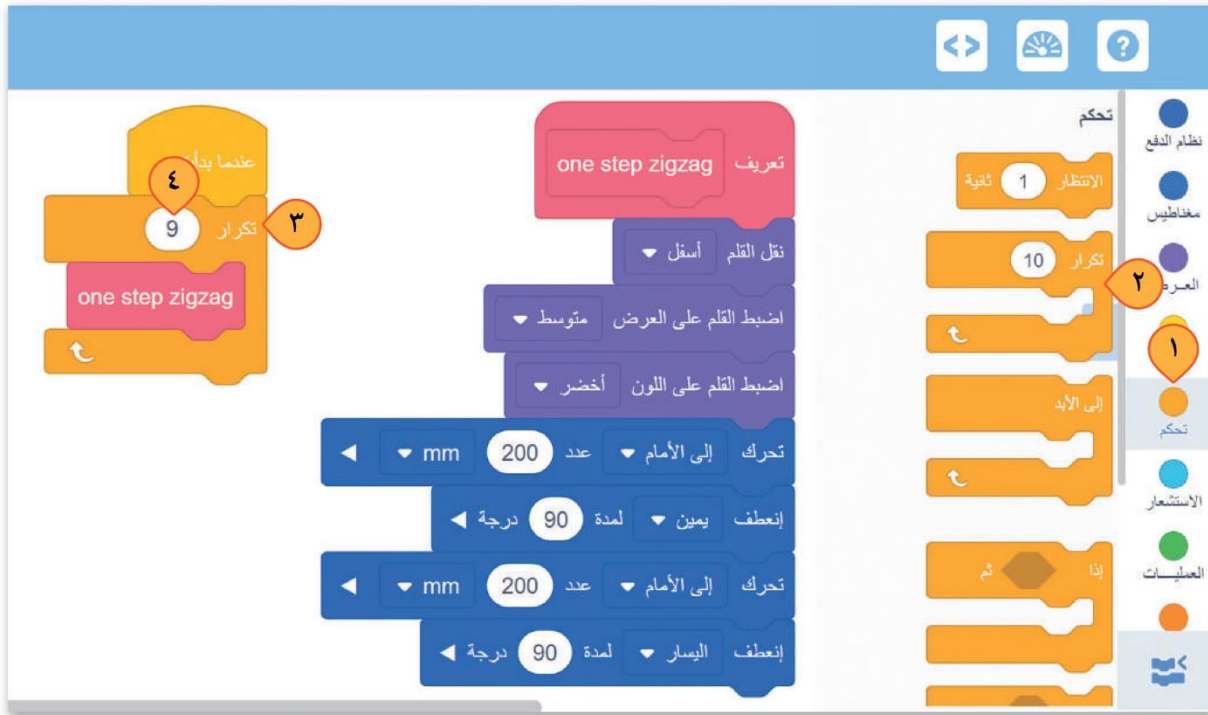 ?
تحكم
نظام الدفع
مغناطيس
تحكم
الاستشعار
العمليـــات
الانتظار 1 ثانية
تكرار 10
إلى الأبد
إذا ثم
١
٢
٣
٤
تعريف one step zigzag
نقل القلم أسفل
اضبط القلم على العرض متوسط
اضبط القلم على اللون أخضر
تحرك إلى الأمام عدد 200 mm
إنعطف يمين لمدة 90 درجة
تحرك إلى الأمام عدد 200 mm
إنعطف اليسار لمدة 90 درجة
عندما
تكرار 9
one step zigzag